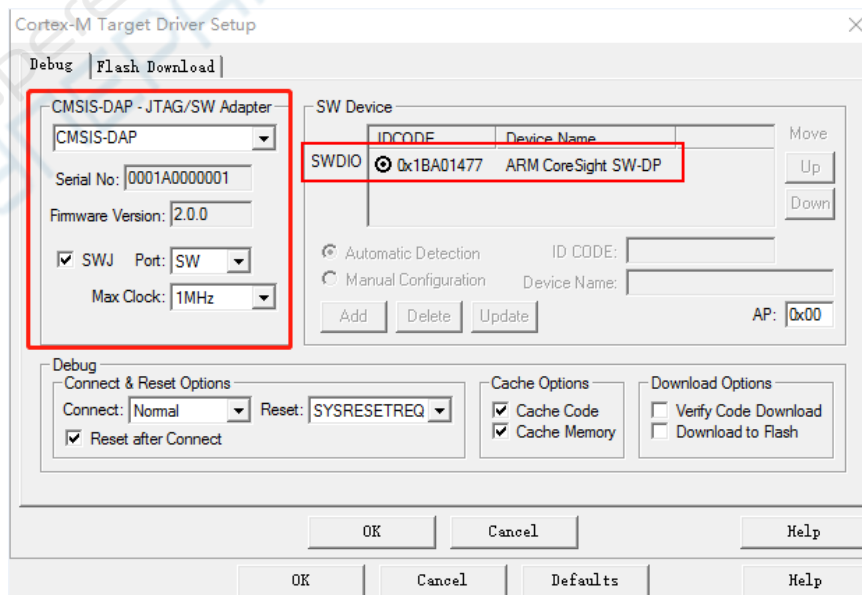 Cortex-M Target Driver Setup
Debug
Flash Download
CMSIS-DAP - JTAG/SW Adapter
CMSIS-DAP
Serial No: 0001A0000001
Firmware Version: 2.0.0
SWJ Port: SW
Max Clock: 1MHz
SW Device
IDCODE Device Name
SWDIO 0x1BA01477 ARM CoreSight SW-DP
Move
Up
Down
Automatic Detection
Manual Configuration
ID CODE:
Device Name:
Add
Delete
Update
AP: 0x00
Debug
Connect & Reset Options
Connect: Normal
Reset: SYSRESETREQ
Reset after Connect
Cache Options
Cache Code
Cache Memory
Download Options
Verify Code Download
Download to Flash
OK
Cancel
Help
OK
Cancel
Defaults
Help